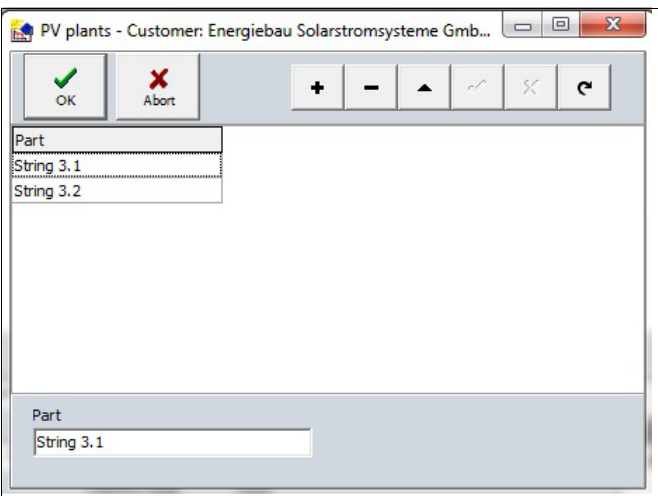 PV plants - Customer: Energiebau Solarstromsysteme Gmb...
OK
Abort
Part
String 3.1
String 3.2
Part
String 3.1